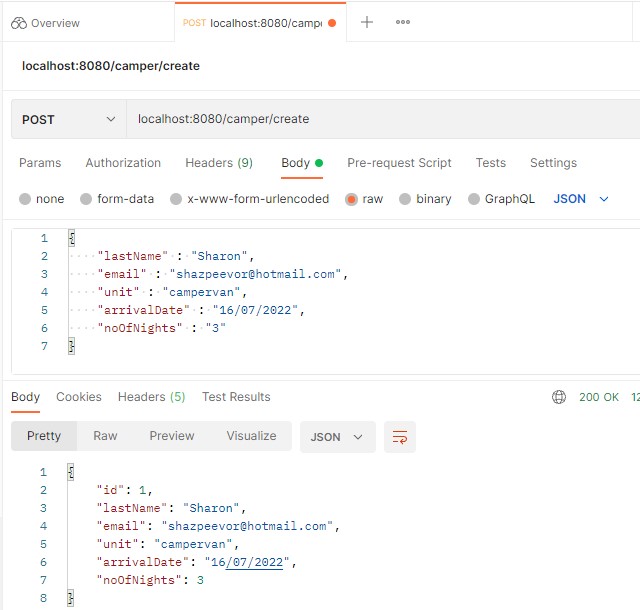 Overview
POST localhost:8080/camp
localhost:8080/camper/create
POST localhost:8080/camper/create
Params Authorization Headers (9) Body Pre-request Script Tests Settings
none form-data x-www-form-urlencoded raw binary GraphQL JSON
1 {
2 "lastName" : "Sharon",
3 "email" : "shazpeevor@hotmail.com",
4 "unit" : "campervan",
5 "arrivalDate" : "16/07/2022",
6 "noOfNights" : "3"
7 }
Body Cookies Headers (5) Test Results 200 OK 12
Pretty Raw Preview Visualize JSON
1 {
2 "id": 1,
3 "lastName": "Sharon",
4 "email": "shazpeevor@hotmail.com",
5 "unit": "campervan",
6 "arrivalDate": "16/07/2022",
7 "noOfNights": 3
8 }